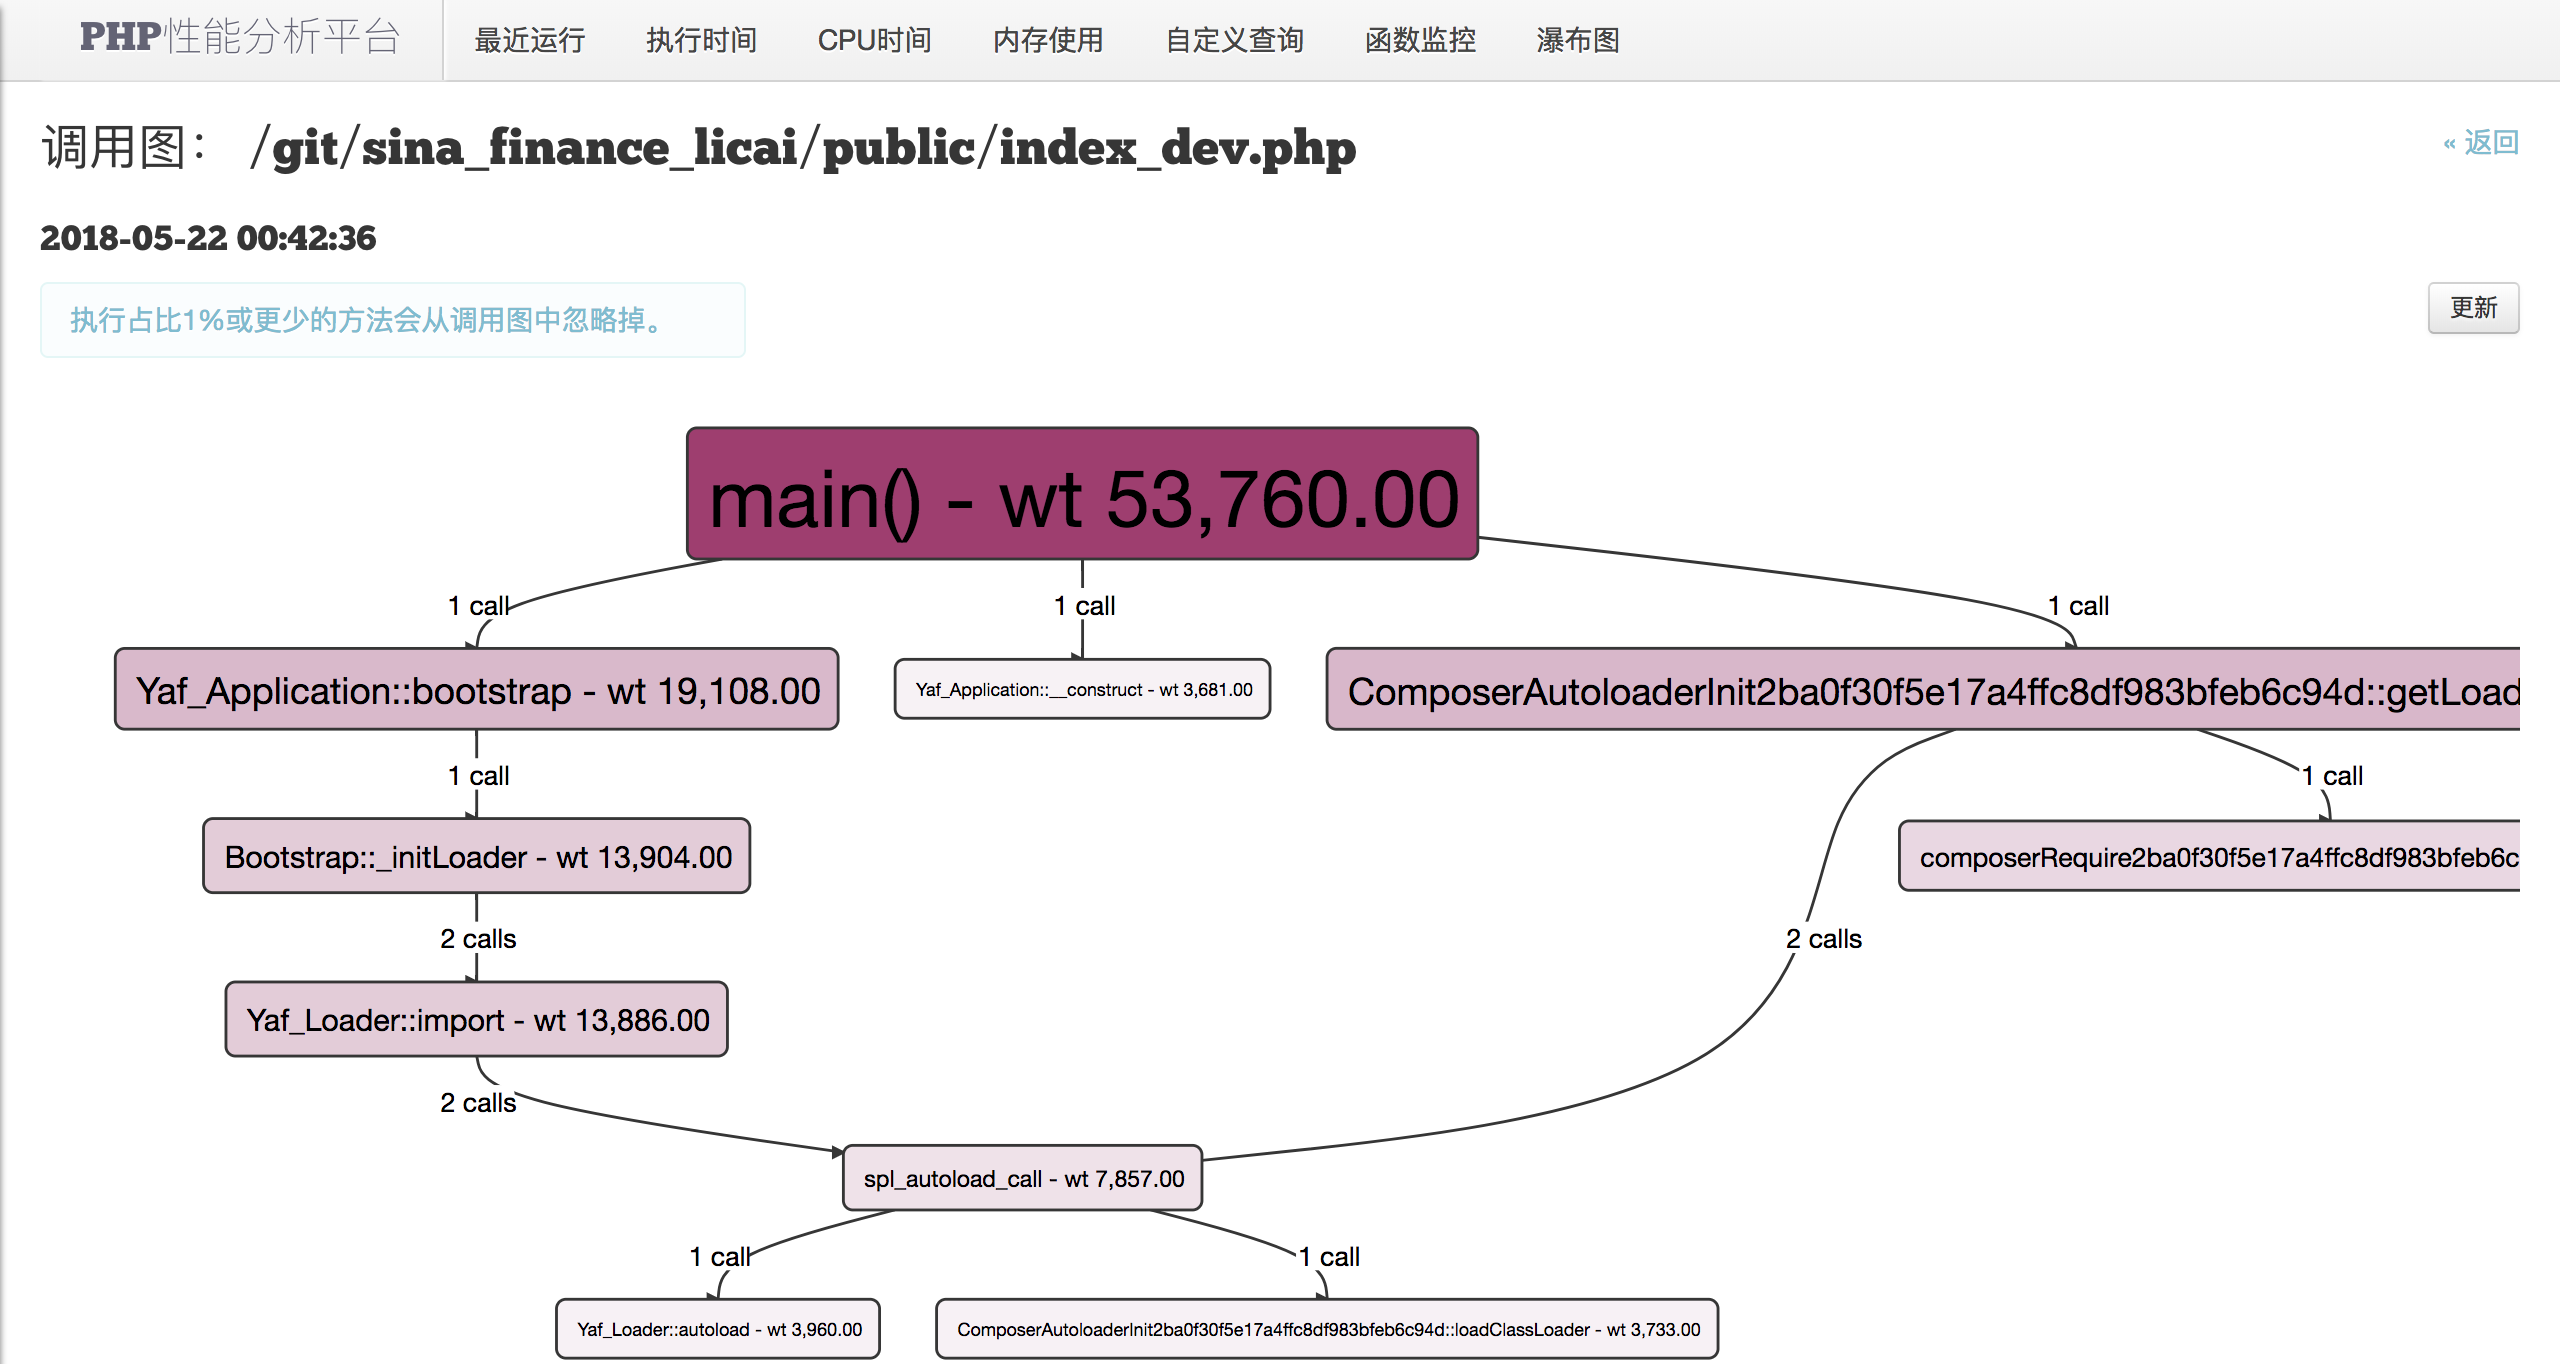 PHP性能分析平台 最近运行 执行时间 CPU时间 内存使用 自定义查询 函数监控 瀑布图
调用图： /git/sina_finance_licai/public/index_dev.php
« 返回
2018-05-22 00:42:36
执行占比1%或更少的方法会从调用图中忽略掉。
更新
main() - wt 53,760.00
1 call
1 call
1 call
Yaf_Application::bootstrap - wt 19,108.00
Yaf_Application::__construct - wt 3,681.00
ComposerAutoloaderInit2ba0f30f5e17a4ffc8df983bfeb6c94d::getLoad
1 call
1 call
Bootstrap::_initLoader - wt 13,904.00
composerRequire2ba0f30f5e17a4ffc8df983bfeb6c
2 calls
2 calls
Yaf_Loader::import - wt 13,886.00
2 calls
spl_autoload_call - wt 7,857.00
1 call
1 call
Yaf_Loader::autoload - wt 3,960.00
ComposerAutoloaderInit2ba0f30f5e17a4ffc8df983bfeb6c94d::loadClassLoader - wt 3,733.00